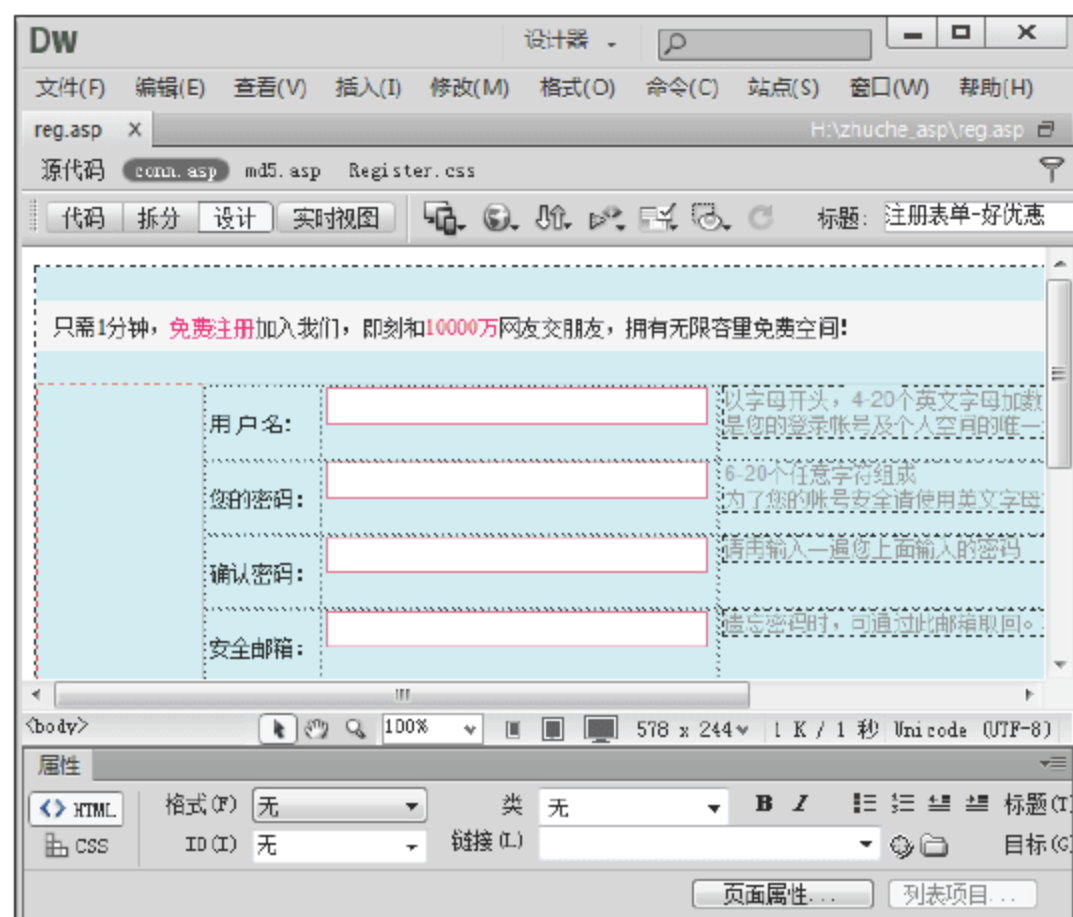 Dw 设计器
文件(F) 编辑(E) 查看(V) 插入(I) 修改(M) 格式(O) 命令(C) 站点(S) 窗口(W) 帮助(H)
reg.asp × H:\zhuche_asp\reg.asp
源代码 conn.asp md5.asp Register.css
代码 拆分 设计 实时视图 标题: 注册表单-好优惠
只需1分钟，免费注册加入我们，即刻和10000万网友交朋友，拥有无限容里免费空间!
用户名:
以字母开头，4-20个英文字母加数
是您的登录帐号及个人空间的唯一
您的密码:
6-20个任意字符组成
为了您的帐号安全请使用英文字母
确认密码:
请再输入一遍您上面输入的密码
安全邮箱:
遗忘密码时，可通过此邮箱取回。
<body> 100% 578 x 244 1 K / 1 秒 Unicode (UTF-8)
属性
<> HTML 格式(F) 无 类 无 B I 标题(T)
CSS ID(I) 无 链接(L) 目标(G)
页面属性... 列表项目...